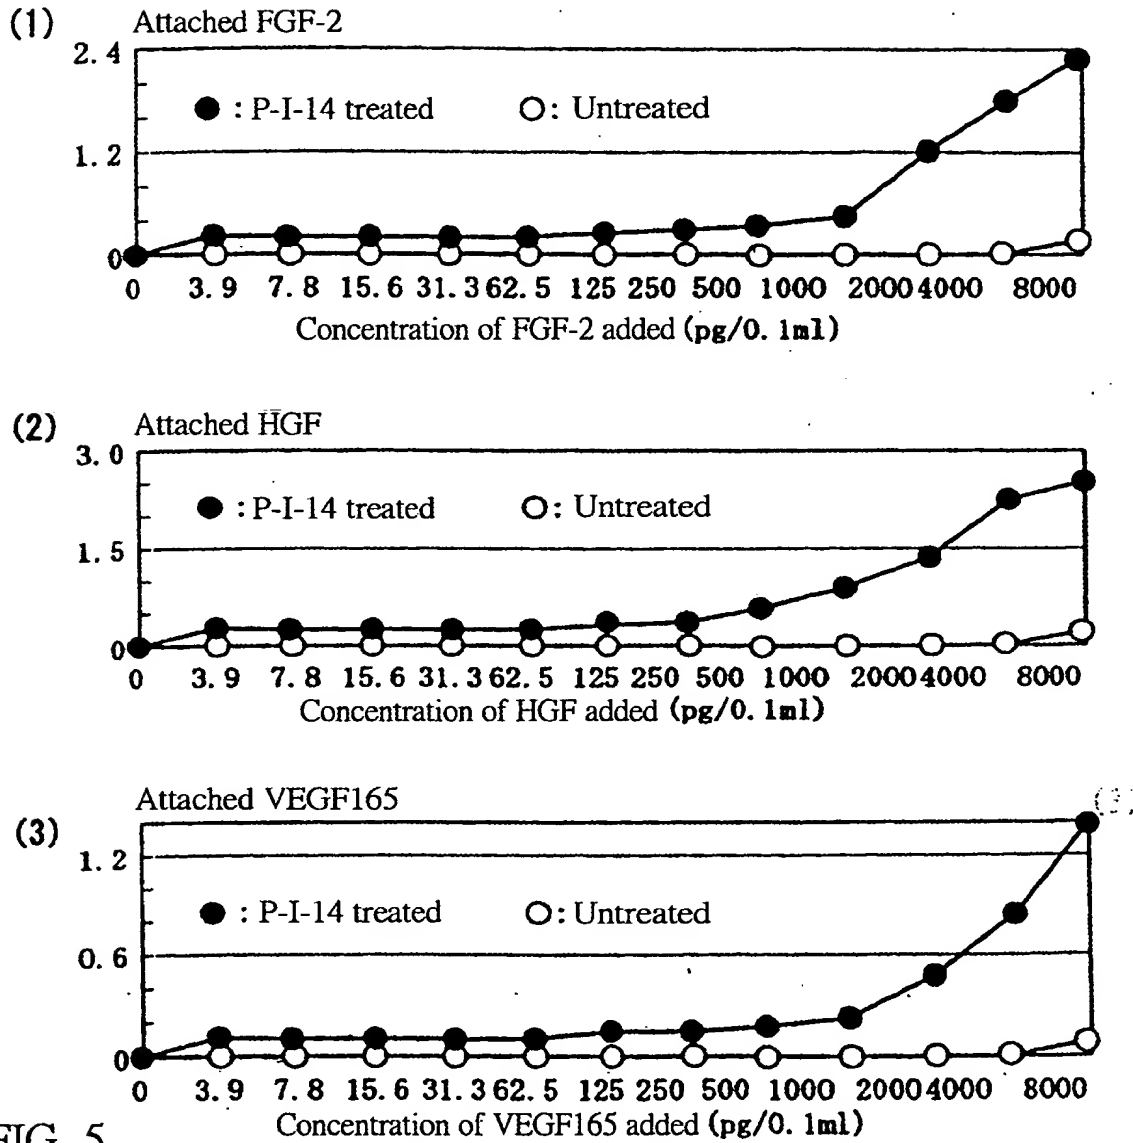 (1) Attached FGF-2
2.4
● : P-I-14 treated ○: Untreated
1.2
0
0 3.9 7.8 15.6 31.3 62.5 125 250 500 1000 2000 4000 8000
Concentration of FGF-2 added (pg/0.1ml)
(2) Attached HGF
3.0
● : P-I-14 treated ○: Untreated
1.5
0
0 3.9 7.8 15.6 31.3 62.5 125 250 500 1000 2000 4000 8000
Concentration of HGF added (pg/0.1ml)
Attached VEGF165
(3)
1.2
● : P-I-14 treated ○: Untreated
0.6
0
0 3.9 7.8 15.6 31.3 62.5 125 250 500 1000 2000 4000 8000
Concentration of VEGF165 added (pg/0.1ml)
FIG. 5